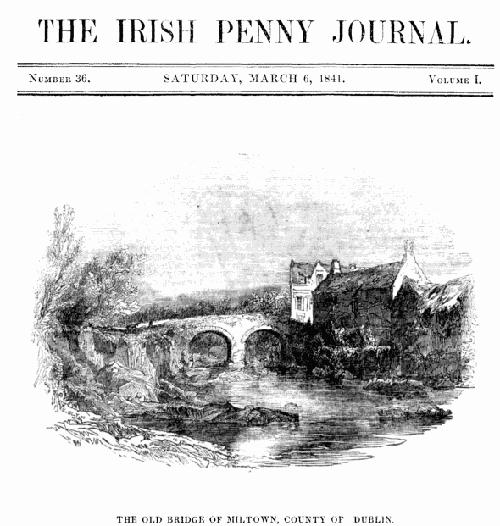 THE IRISH PENNY JOURNAL.
NUMBER 36. SATURDAY, MARCH 6, 1841. VOLUME I.
THE OLD BRIDGE OF MILTOWN, COUNTY OF DUBLIN.